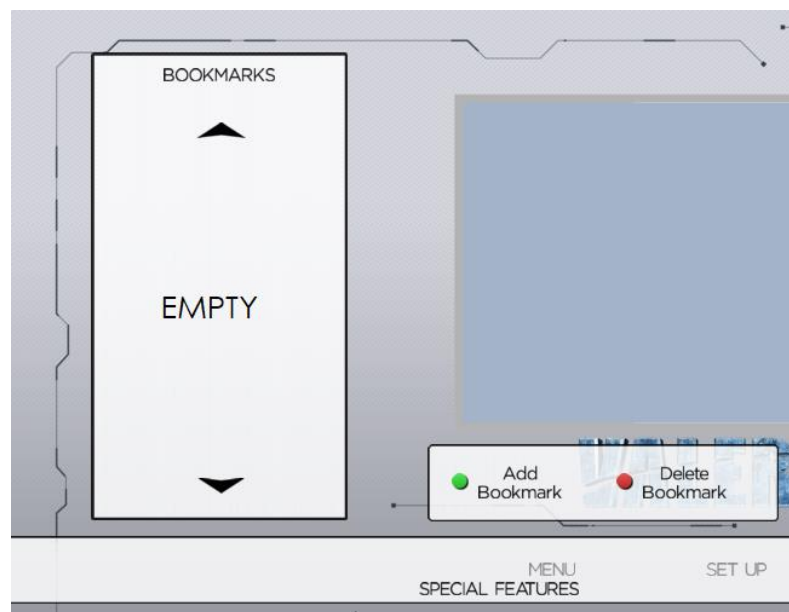 BOOKMARKS
EMPTY
Add
Bookmark
Delete
Bookmark
MENU
SET UP
SPECIAL FEATURES